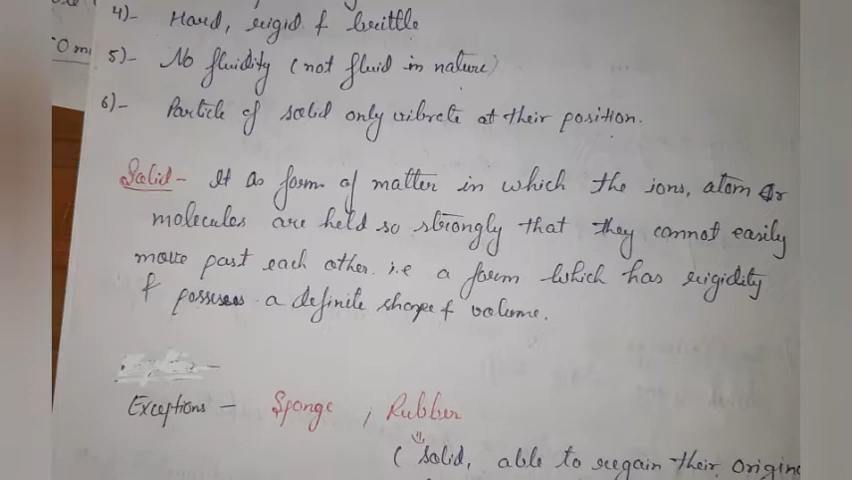 4)- Hard, rigid & brittle
5)- No fluidity (not fluid in nature)
6)- Particle of solid only vibrate at their position.
Solid - It as form of matter in which the ions, atom or
molecules are held so strongly that they cannot easily
move past each other. i.e a form which has rigidity
& possesses a definite shape & volume.
Exceptions - Sponge, Rubber
(solid, able to regain their origin